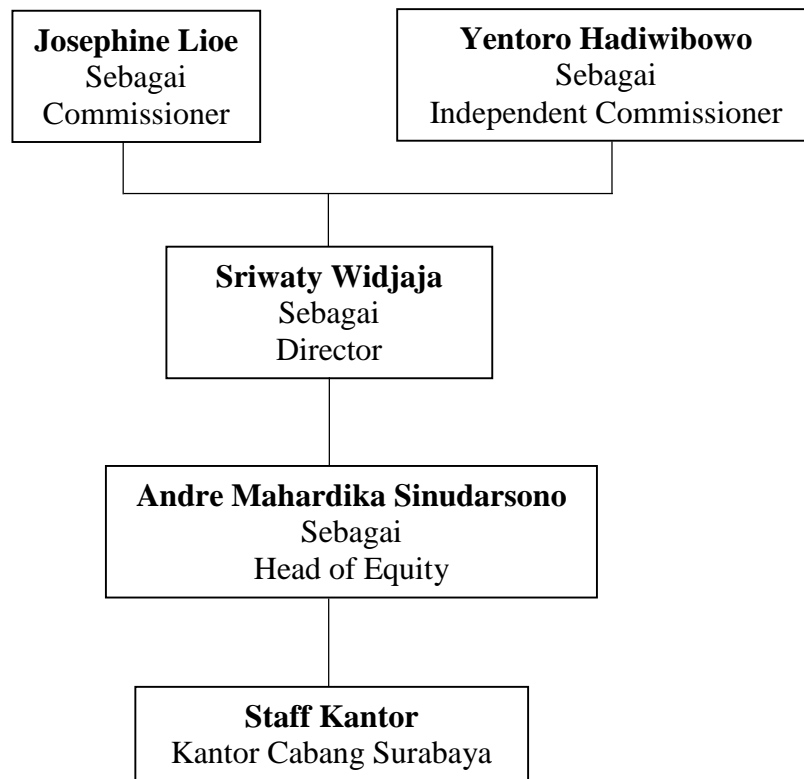 Josephine Lioe
Sebagai
Commissioner
Yentoro Hadiwibowo
Sebagai
Independent Commissioner
Sriwaty Widjaja
Sebagai
Director
Andre Mahardika Sinudarsono
Sebagai
Head of Equity
Staff Kantor
Kantor Cabang Surabaya